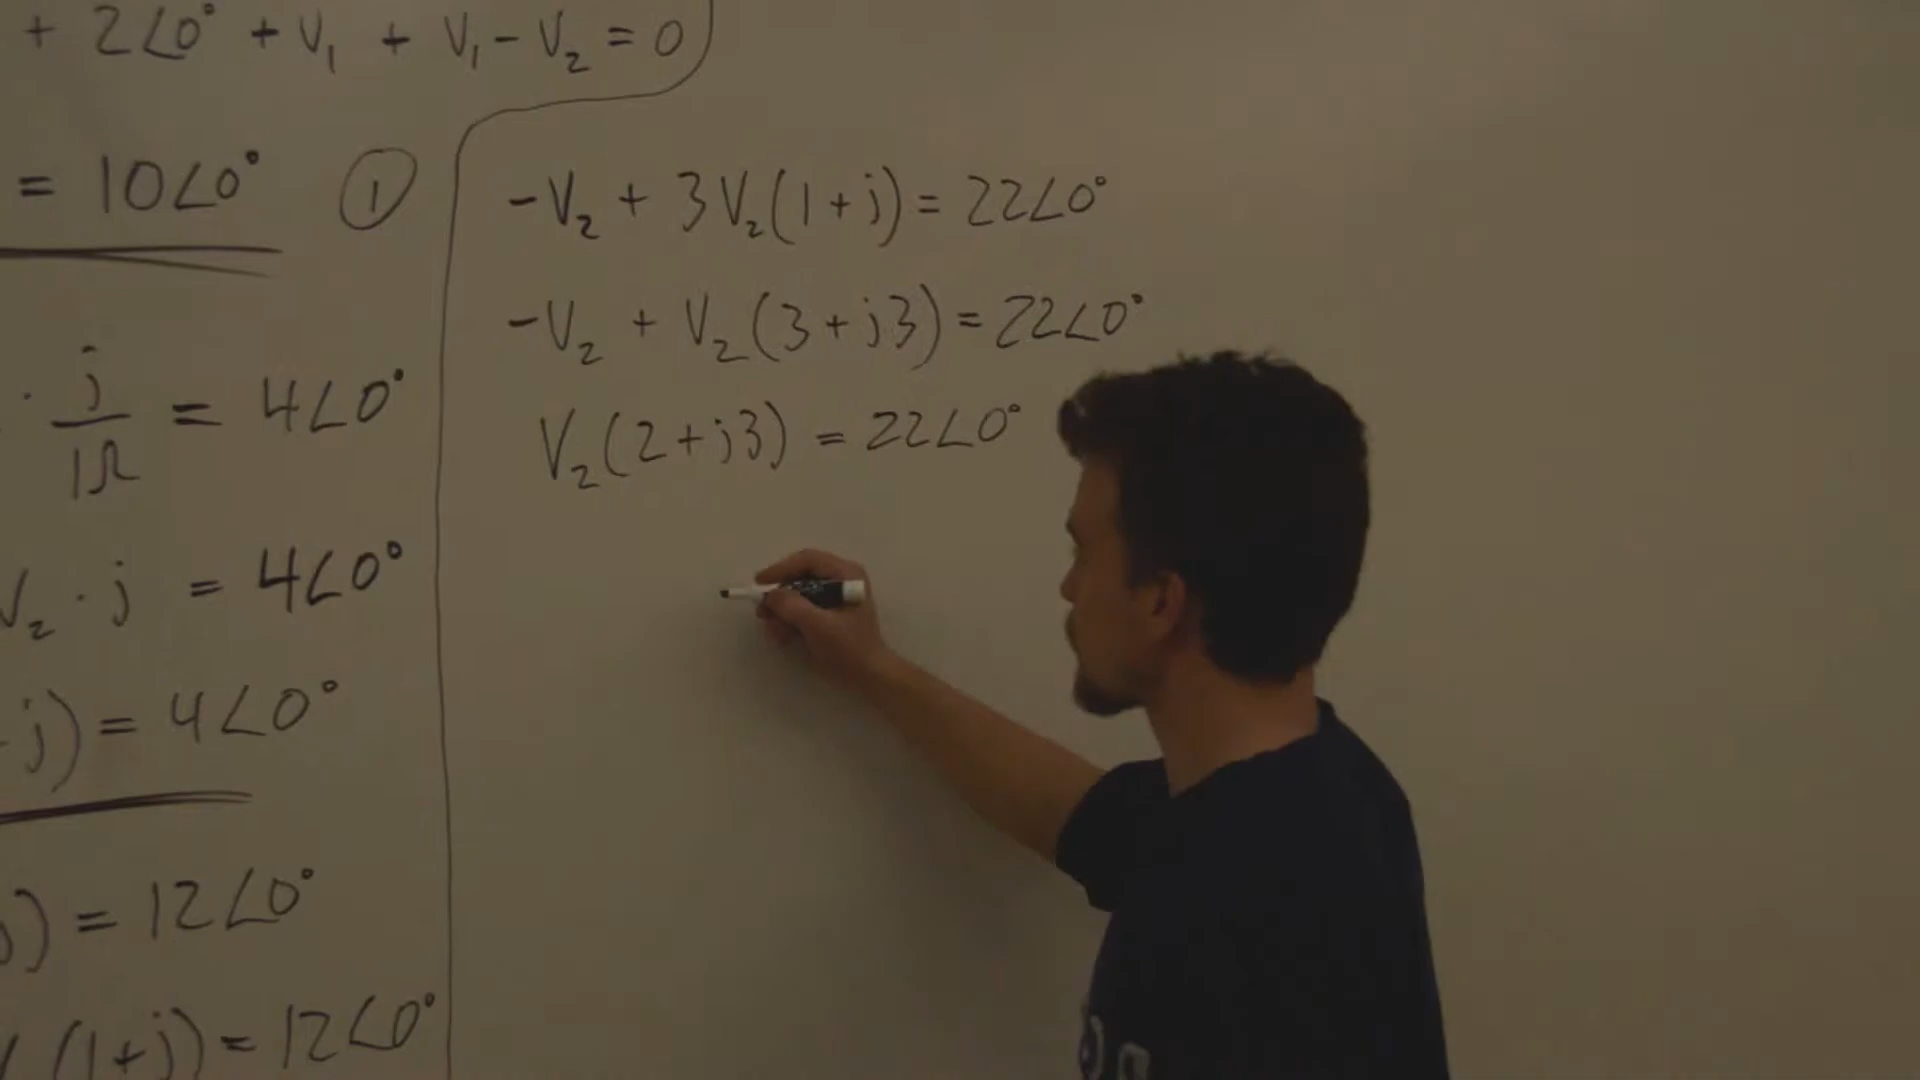 + 2∠0° + V₁ + V₁ - V₂ = 0
= 10∠0° ①
· j/1Ω = 4∠0°
V₂ · j = 4∠0°
j) = 4∠0°
) = 12∠0°
(1+j) = 12∠0°
-V₂ + 3V₂(1+j) = 22∠0°
-V₂ + V₂(3+j3) = 22∠0°
V₂(2+j3) = 22∠0°